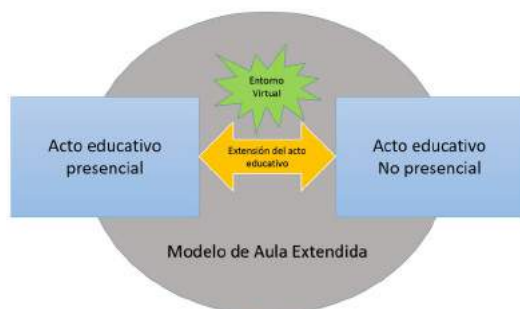 Entorno
Virtual
Acto educativo
presencial
Extensión del acto
educativo
Acto educativo
No presencial
Modelo de Aula Extendida